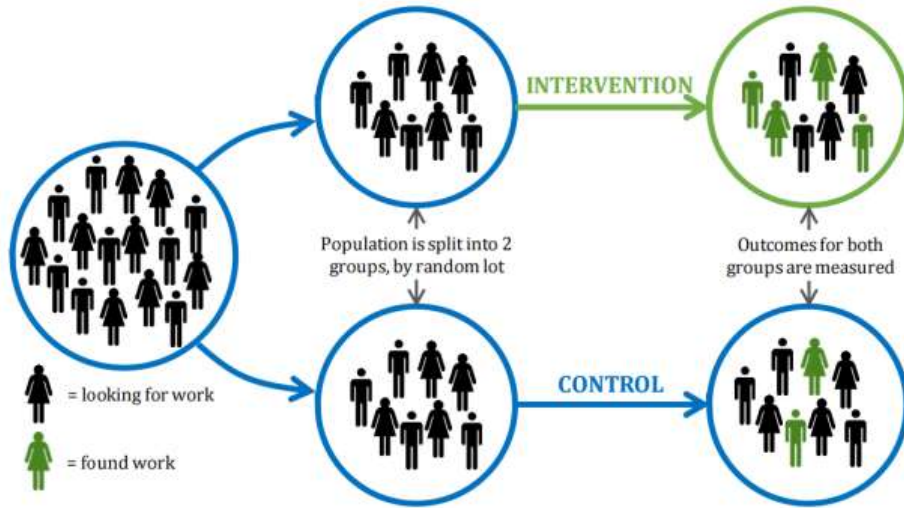 INTERVENTION
Population is split into 2
groups, by random lot
Outcomes for both
groups are measured
= looking for work
CONTROL
= found work